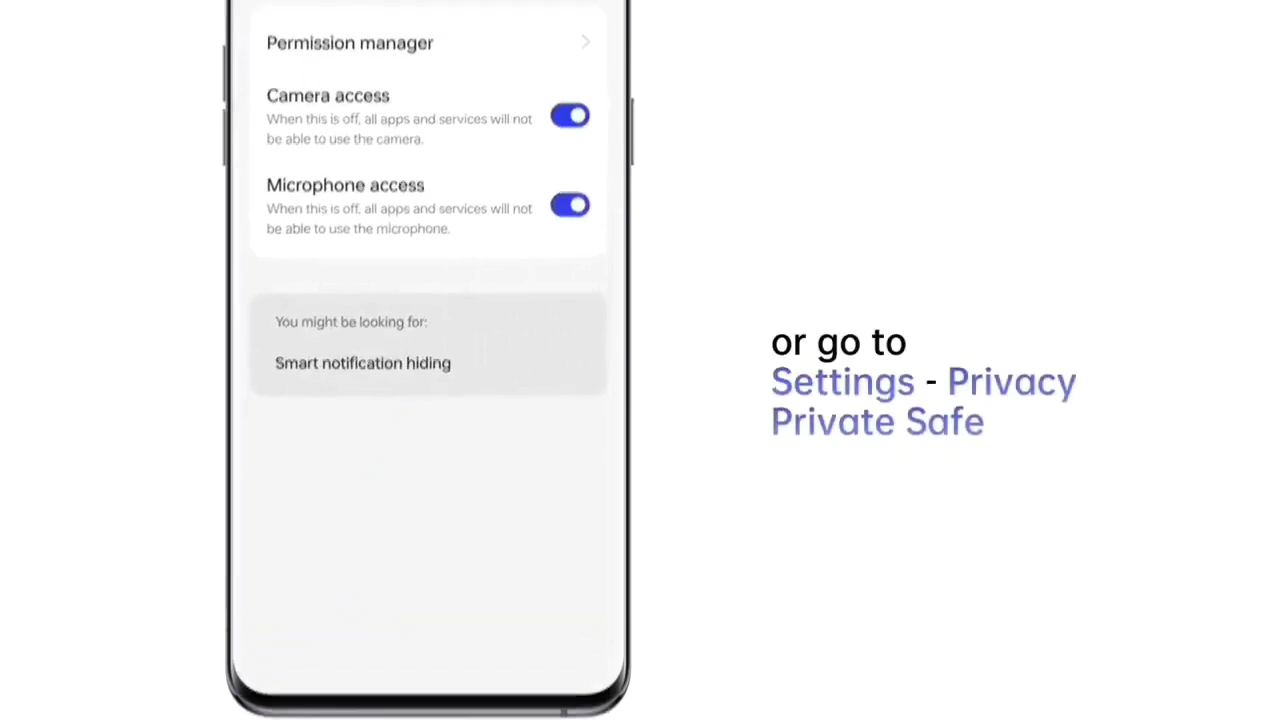 Permission manager
Camera access
When this is off, all apps and services will not
be able to use the camera.
Microphone access
When this is off, all apps and services will not
be able to use the microphone.
You might be looking for:
Smart notification hiding
or go to
Settings - Privacy
Private Safe